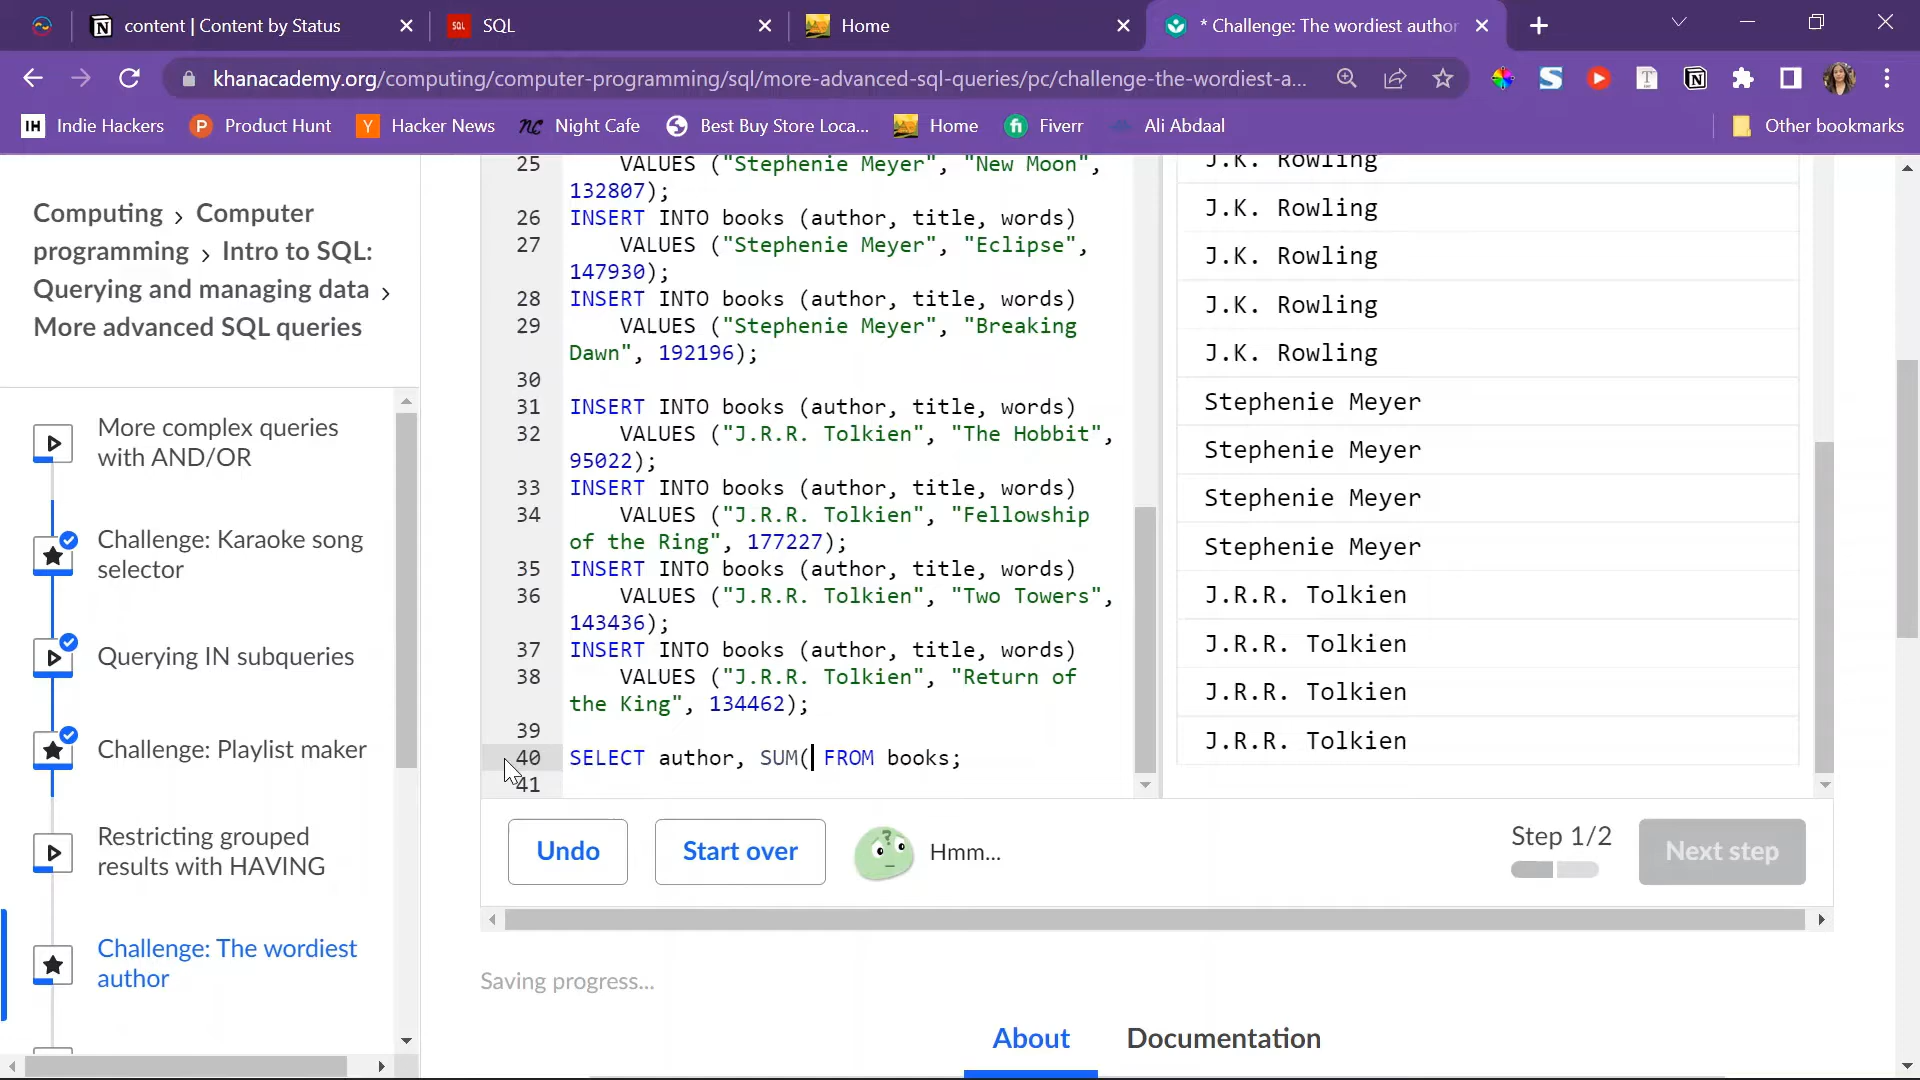 content | Content by Status
SQL
SQL
Home
* Challenge: The wordiest author
khanacademy.org/computing/computer-programming/sql/more-advanced-sql-queries/pc/challenge-the-wordiest-a...
IH Indie Hackers
P Product Hunt
Y Hacker News
NC Night Cafe
Best Buy Store Loca...
Home
fi Fiverr
Ali Abdaal
Other bookmarks
Computing › Computer
programming › Intro to SQL:
Querying and managing data ›
More advanced SQL queries
More complex queries
with AND/OR
Challenge: Karaoke song
selector
Querying IN subqueries
Challenge: Playlist maker
Restricting grouped
results with HAVING
Challenge: The wordiest
author
25 VALUES ("Stephenie Meyer", "New Moon",
132807);
26 INSERT INTO books (author, title, words)
27 VALUES ("Stephenie Meyer", "Eclipse",
147930);
28 INSERT INTO books (author, title, words)
29 VALUES ("Stephenie Meyer", "Breaking
Dawn", 192196);
30
31 INSERT INTO books (author, title, words)
32 VALUES ("J.R.R. Tolkien", "The Hobbit",
95022);
33 INSERT INTO books (author, title, words)
34 VALUES ("J.R.R. Tolkien", "Fellowship
of the Ring", 177227);
35 INSERT INTO books (author, title, words)
36 VALUES ("J.R.R. Tolkien", "Two Towers",
143436);
37 INSERT INTO books (author, title, words)
38 VALUES ("J.R.R. Tolkien", "Return of
the King", 134462);
39
40 SELECT author, SUM( FROM books;
41
J.K. Rowling
J.K. Rowling
J.K. Rowling
J.K. Rowling
J.K. Rowling
Stephenie Meyer
Stephenie Meyer
Stephenie Meyer
Stephenie Meyer
J.R.R. Tolkien
J.R.R. Tolkien
J.R.R. Tolkien
J.R.R. Tolkien
Undo
Start over
Hmm...
Step 1/2
Next step
Saving progress...
About
Documentation